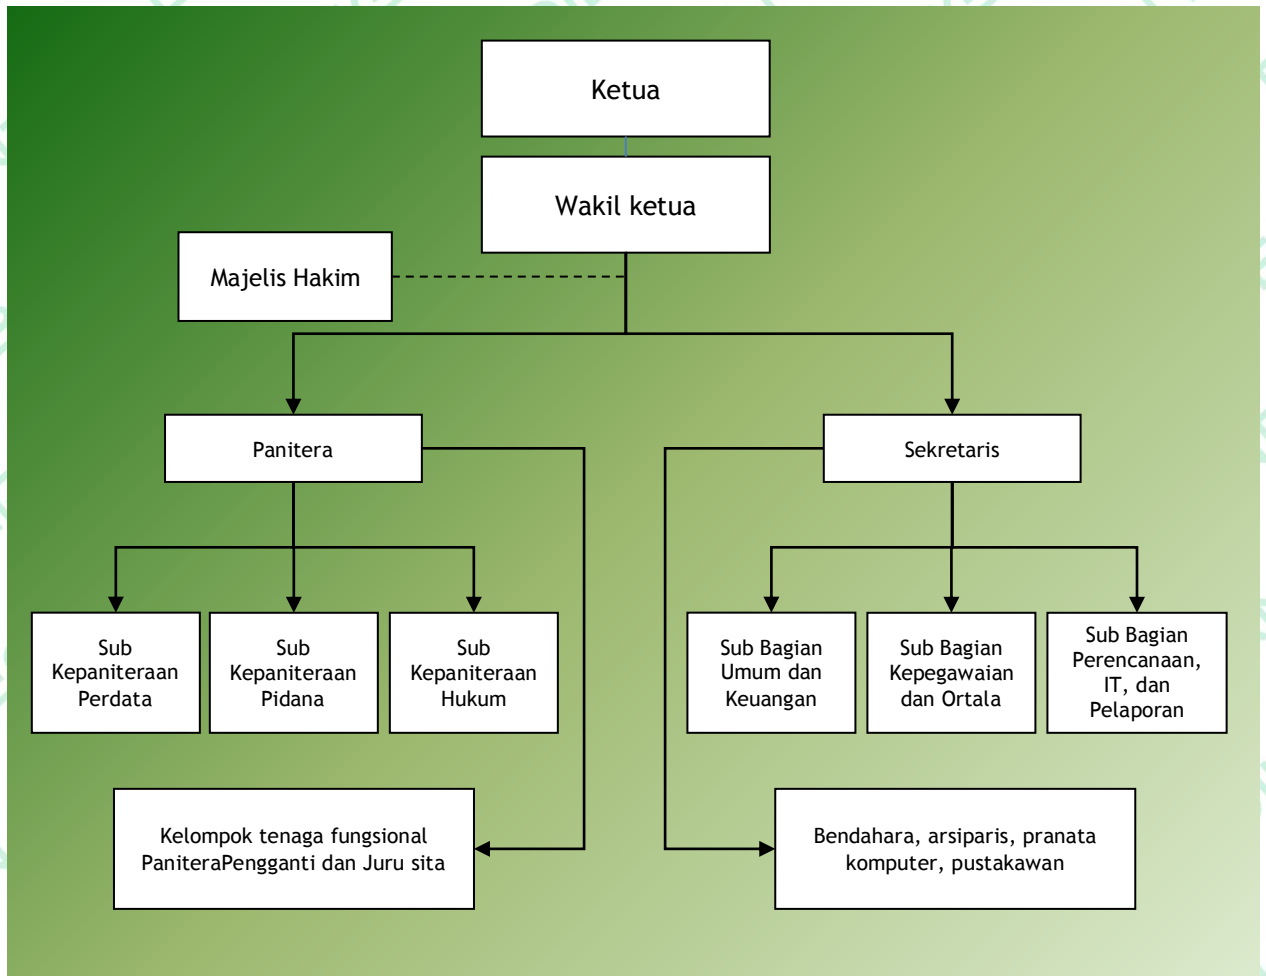 Ketua
Wakil ketua
Majelis Hakim
Panitera
Sekretaris
Sub
Kepaniteraan
Perdata
Sub
Kepaniteraan
Pidana
Sub
Kepaniteraan
Hukum
Sub Bagian
Umum dan
Keuangan
Sub Bagian
Kepegawaian
dan Ortala
Sub Bagian
Perencanaan,
IT, dan
Pelaporan
Kelompok tenaga fungsional
PaniteraPengganti dan Juru sita
Bendahara, arsiparis, pranata
komputer, pustakawan